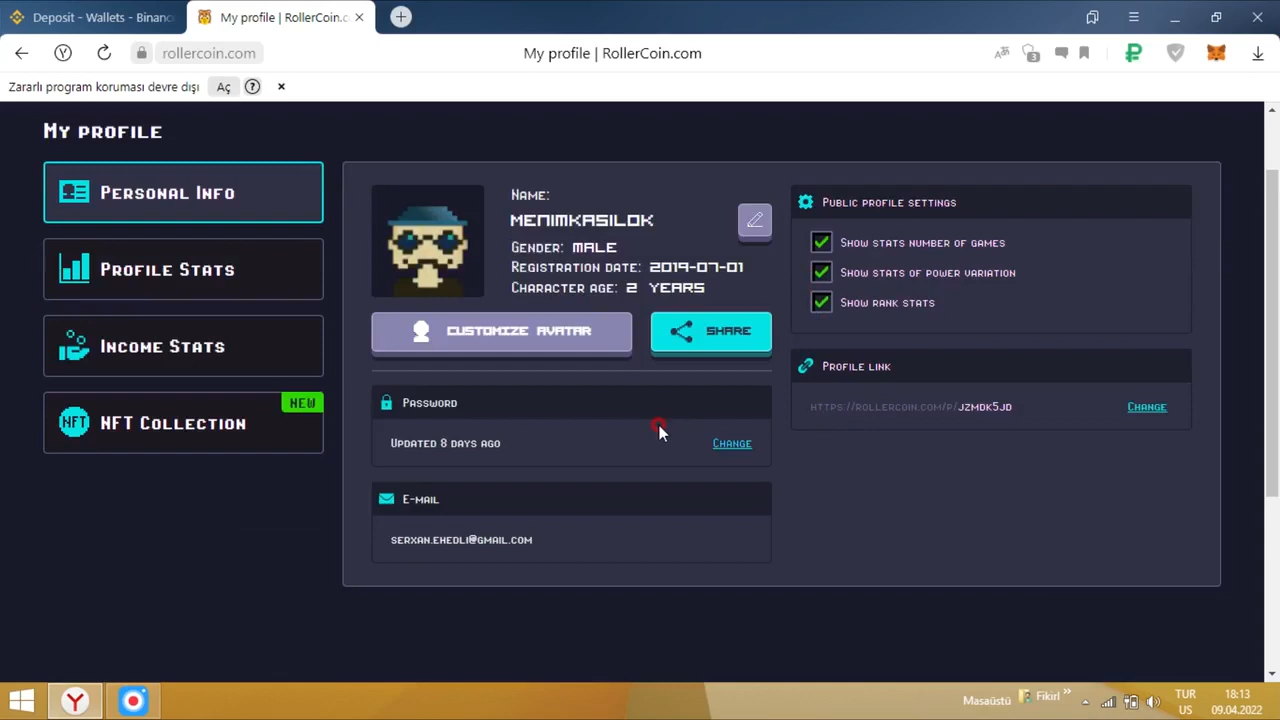 Deposit - Wallets - Binanc
My profile | RollerCoin.c
rollercoin.com
My profile | RollerCoin.com
3
Zararlı program koruması devre dışı
Aç
?
My profile
Personal Info
Profile Stats
Income Stats
NEW
NFT
NFT Collection
Name:
MENIMKASILOK
Gender: MALE
Registration date: 2019-07-01
Character age: 2 YEARS
CUSTOMIZE AVATAR
SHARE
Password
Updated 8 days ago
Change
E-mail
serxan.ehedli@gmail.com
Public profile settings
Show stats number of games
Show stats of power variation
Show rank stats
Profile link
https://rollercoin.com/p/jzmdk5jd
Change
Masaüstü
Fikirl
TUR
US
18:13
09.04.2022